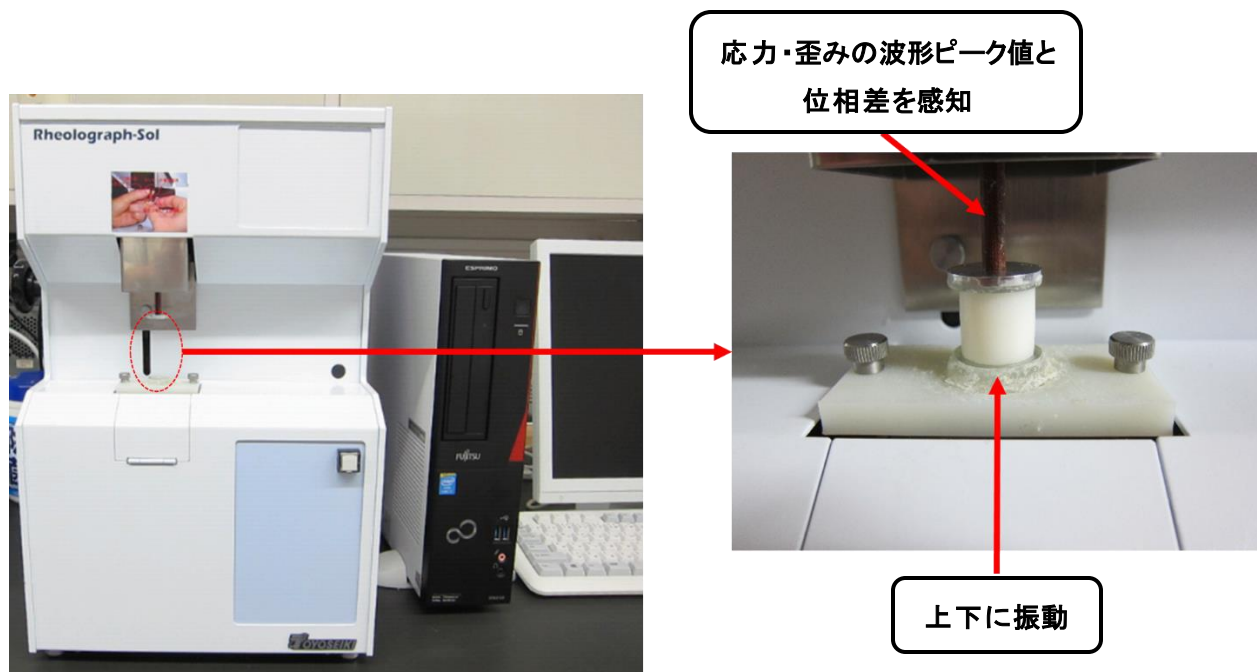 応力・歪みの波形ピーク値と
位相差を感知
Rheolograph-Sol
ESPRIMO
FUJITSU
TOYOSEIKI
上下に振動